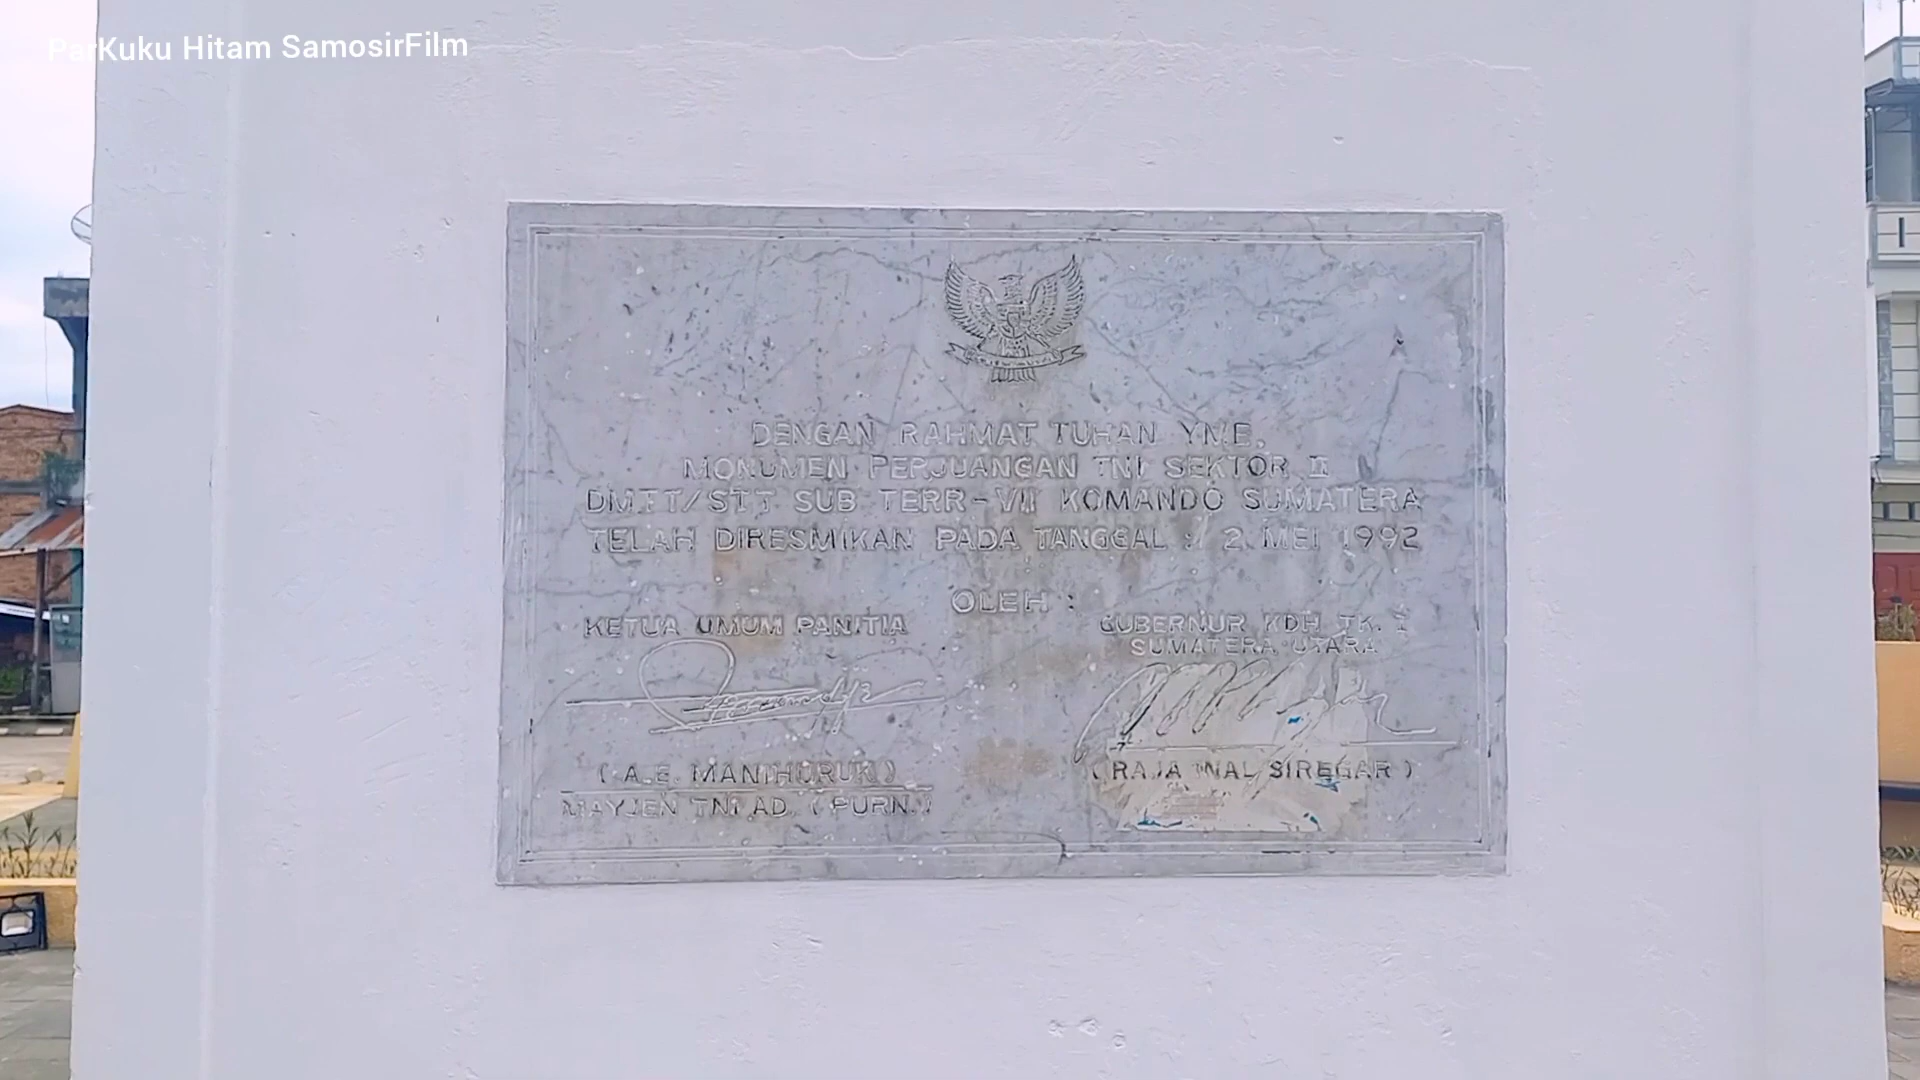 ParKuku Hitam SamosirFilm
DENGAN RAHMAT TUHAN YME,
MONUMEN PERJUANGAN TNI SEKTOR II
DMTT/STT SUB TERR-VII KOMANDO SUMATERA
TELAH DIRESMIKAN PADA TANGGAL : 2 MEI 1992
OLEH :
KETUA UMUM PANITIA
GUBERNUR KDH TK. I
SUMATERA UTARA
( A.E. MANIHURUK )
MAYJEN TNI AD. ( PURN.)
( RAJA INAL SIREGAR )